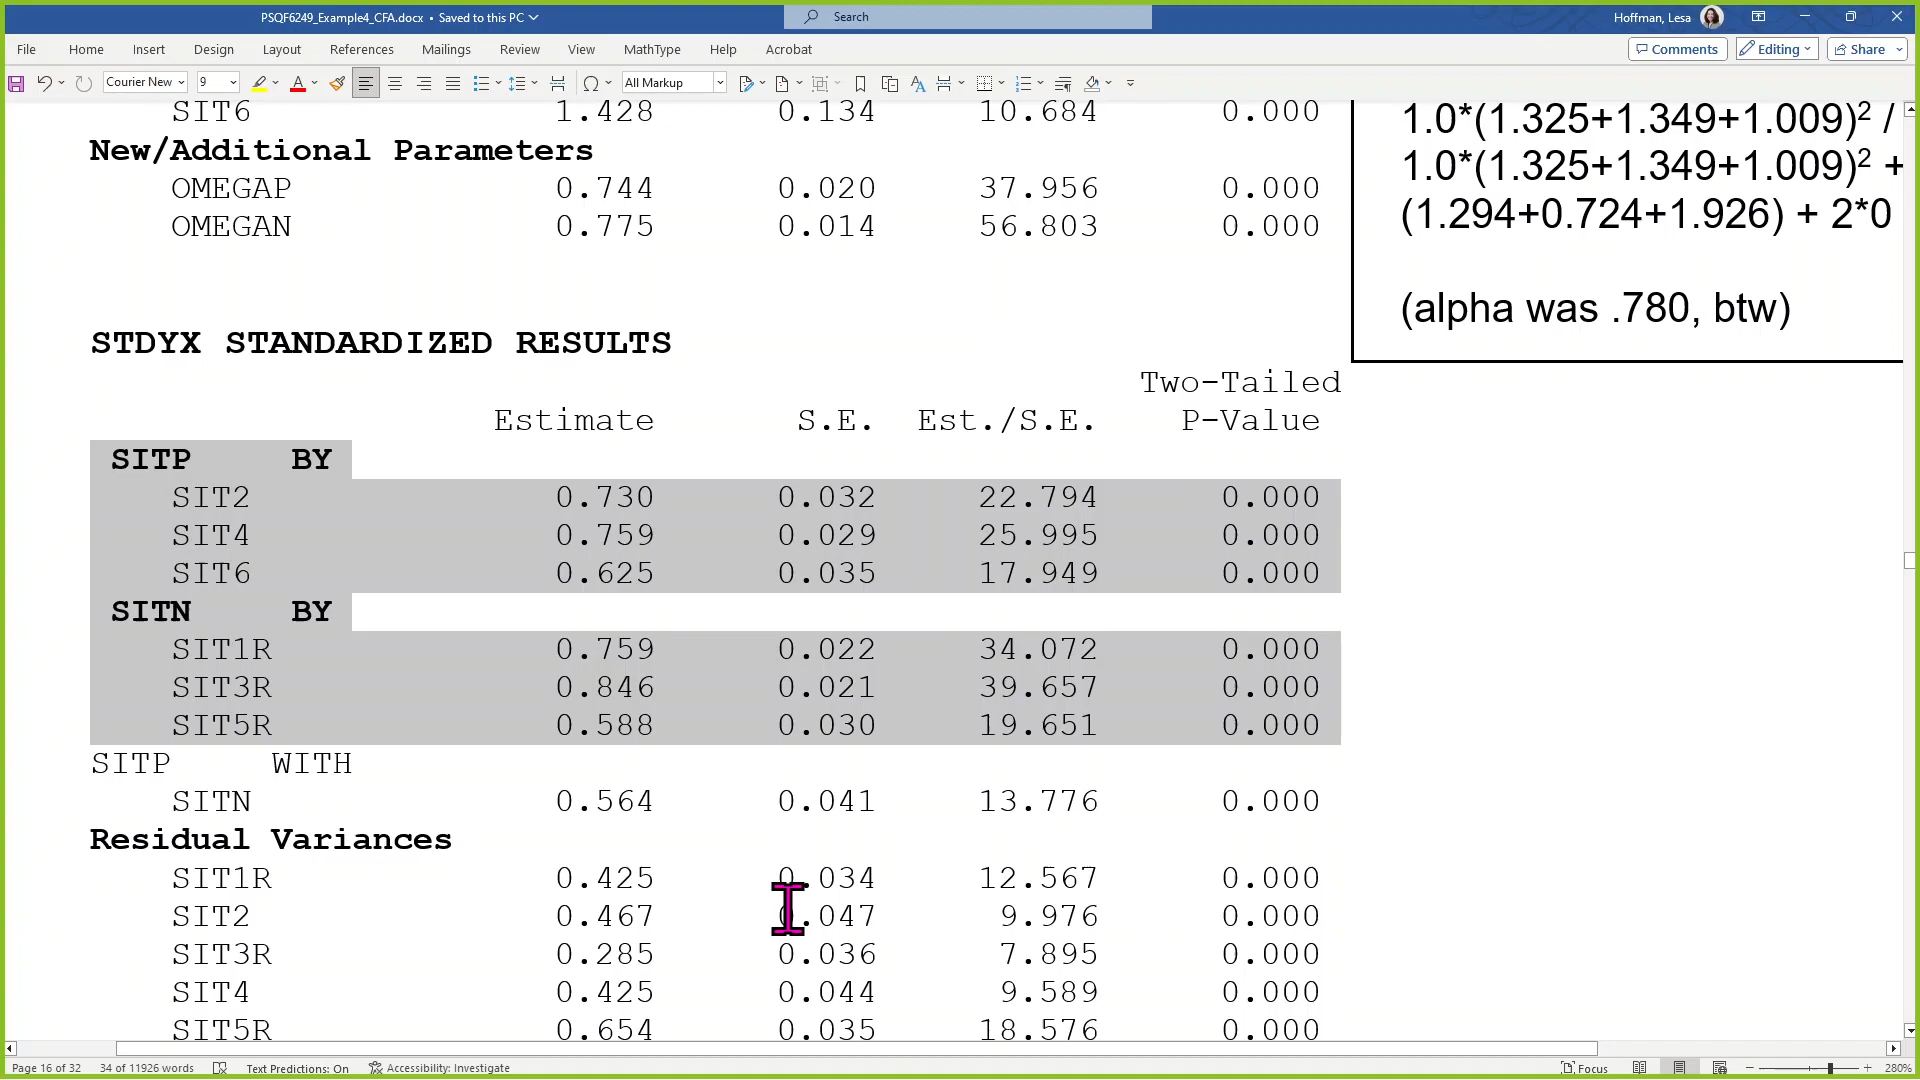 PSQF6249_Example4_CFA.docx • Saved to this PC
Search
Hoffman, Lesa
File Home Insert Design Layout References Mailings Review View MathType Help Acrobat
Comments Editing Share
Courier New 9 All Markup
SIT6 1.428 0.134 10.684 0.000
New/Additional Parameters
OMEGAP 0.744 0.020 37.956 0.000
OMEGAN 0.775 0.014 56.803 0.000
1.0*(1.325+1.349+1.009)² /
1.0*(1.325+1.349+1.009)² +
(1.294+0.724+1.926) + 2*0
(alpha was .780, btw)
STDYX STANDARDIZED RESULTS
Two-Tailed
Estimate S.E. Est./S.E. P-Value
SITP BY
SIT2 0.730 0.032 22.794 0.000
SIT4 0.759 0.029 25.995 0.000
SIT6 0.625 0.035 17.949 0.000
SITN BY
SIT1R 0.759 0.022 34.072 0.000
SIT3R 0.846 0.021 39.657 0.000
SIT5R 0.588 0.030 19.651 0.000
SITP WITH
SITN 0.564 0.041 13.776 0.000
Residual Variances
SIT1R 0.425 0.034 12.567 0.000
SIT2 0.467 0.047 9.976 0.000
SIT3R 0.285 0.036 7.895 0.000
SIT4 0.425 0.044 9.589 0.000
SIT5R 0.654 0.035 18.576 0.000
Page 16 of 32 34 of 11926 words Text Predictions: On Accessibility: Investigate Focus 280%